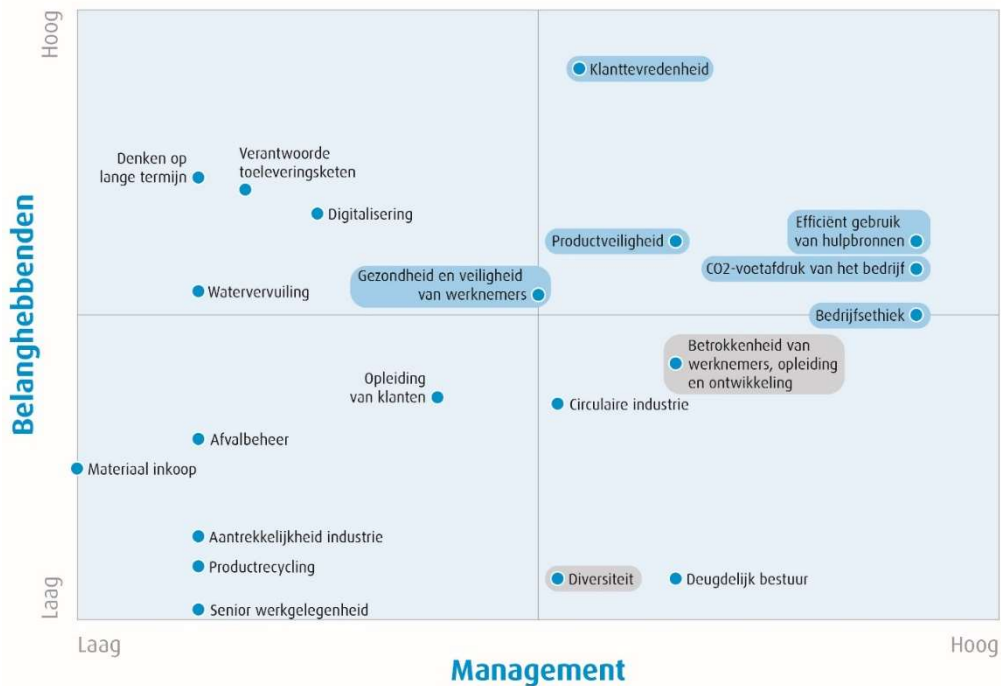 Hoog
Klanttevredenheid
Denken op
lange termijn
Verantwoorde
toeleveringsketen
Digitalisering
Efficiënt gebruik
van hulpbronnen
Productveiligheid
CO2-voetafdruk van het bedrijf
Gezondheid en veiligheid
van werknemers
Watervervuiling
Bedrijfsethiek
Belanghebbenden
Betrokkenheid van
werknemers, opleiding
en ontwikkeling
Opleiding
van klanten
Circulaire industrie
Afvalbeheer
Materiaal inkoop
Aantrekkelijkheid industrie
Productrecycling
Diversiteit
Deugdelijk bestuur
Senior werkgelegenheid
Laag
Laag
Hoog
Management